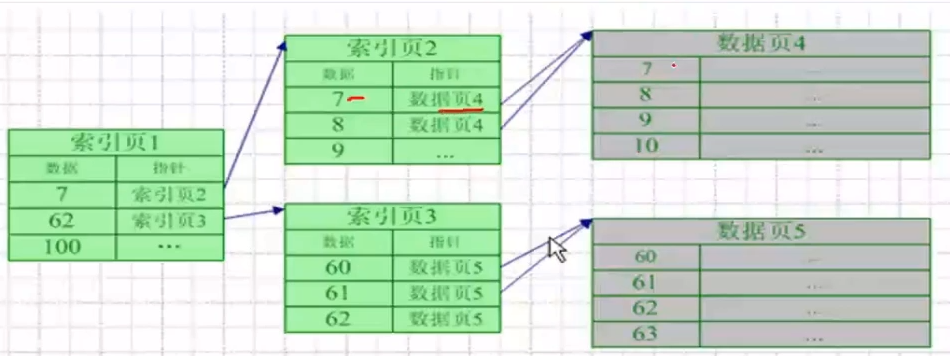 索引页1
数据 指针
7 索引页2
62 索引页3
100 ...
索引页2
数据 指针
7 数据页4
8 数据页4
9 ...
索引页3
数据 指针
60 数据页5
61 数据页5
62 数据页5
数据页4
7 ...
8 ...
9 ...
10 ...
数据页5
60 ...
61 ...
62 ...
63 ...